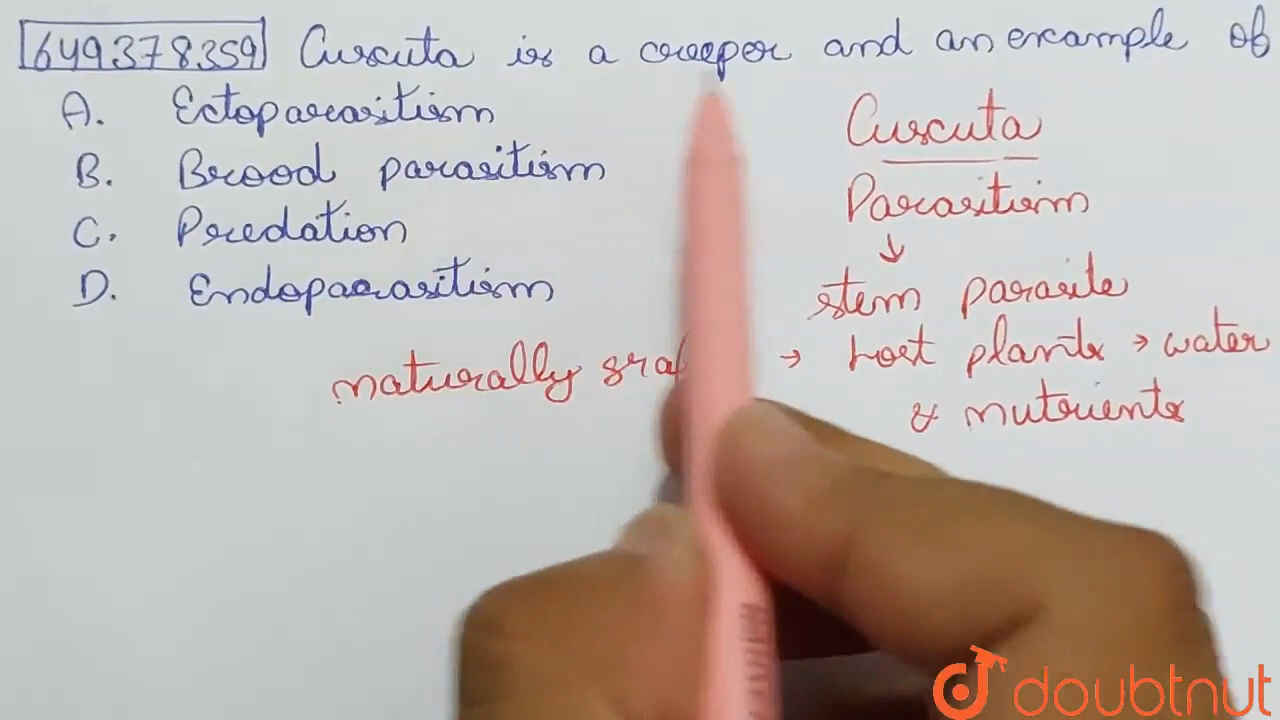 649378359 Cuscuta is a creeper and an example of
A. Ectoparasitism
B. Brood parasitism
C. Predation
D. Endoparasitism
Cuscuta
Parasitism
↓
stem parasite
naturally → host plants → water
& nutrients
doubtnut